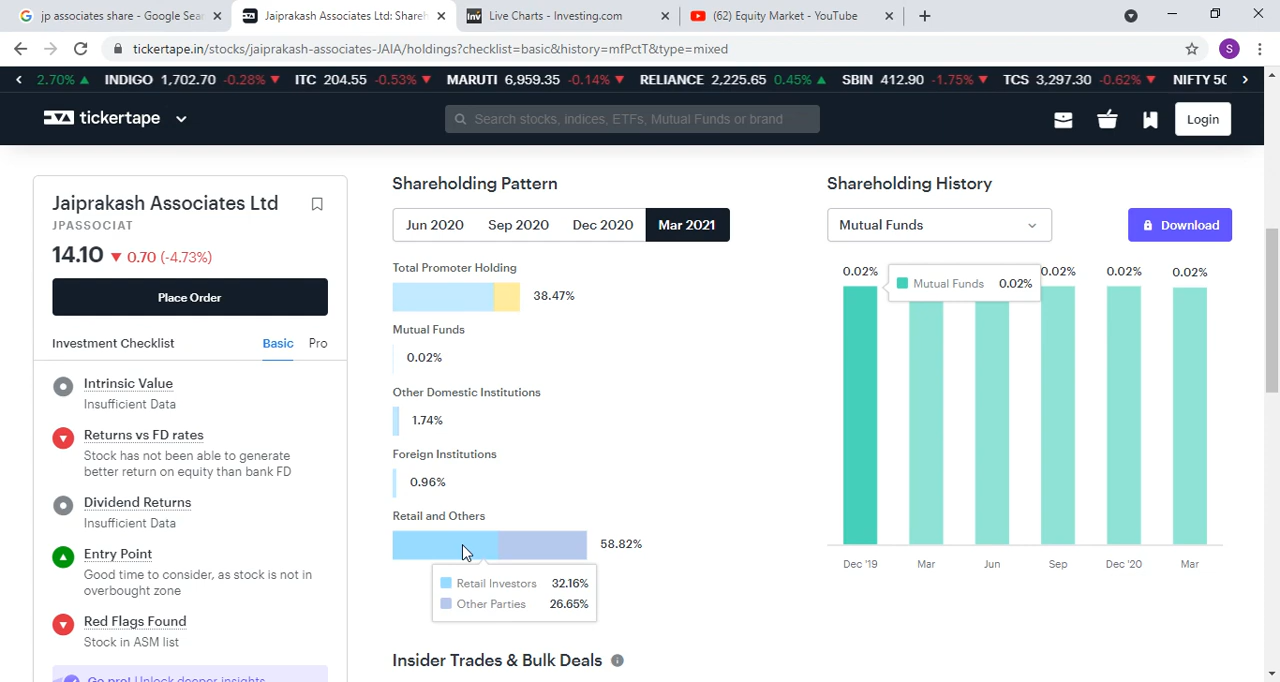 jp associates share - Google Sea
Jaiprakash Associates Ltd: Shareh
Live Charts - Investing.com
(62) Equity Market - YouTube
tickertape.in/stocks/jaiprakash-associates-JAIA/holdings?checklist=basic&history=mfPctT&type=mixed
S
2.70% ▲ INDIGO 1,702.70 -0.28% ▼ ITC 204.55 -0.53% ▼ MARUTI 6,959.35 -0.14% ▼ RELIANCE 2,225.65 0.45% ▲ SBIN 412.90 -1.75% ▼ TCS 3,297.30 -0.62% ▼ NIFTY 50
tickertape
Search stocks, indices, ETFs, Mutual Funds or brand
Login
Jaiprakash Associates Ltd
JPASSOCIAT
14.10 ▼ 0.70 (-4.73%)
Place Order
Investment Checklist
Basic
Pro
Intrinsic Value
Insufficient Data
Returns vs FD rates
Stock has not been able to generate
better return on equity than bank FD
Dividend Returns
Insufficient Data
Entry Point
Good time to consider, as stock is not in
overbought zone
Red Flags Found
Stock in ASM list
Go pro! Unlock deeper insights
Shareholding Pattern
Jun 2020 Sep 2020 Dec 2020 Mar 2021
Total Promoter Holding
38.47%
Mutual Funds
0.02%
Other Domestic Institutions
1.74%
Foreign Institutions
0.96%
Retail and Others
58.82%
Retail Investors 32.16%
Other Parties 26.65%
Insider Trades & Bulk Deals
Shareholding History
Mutual Funds
Download
0.02% 0.02% 0.02% 0.02%
Mutual Funds 0.02%
Dec '19 Mar Jun Sep Dec '20 Mar